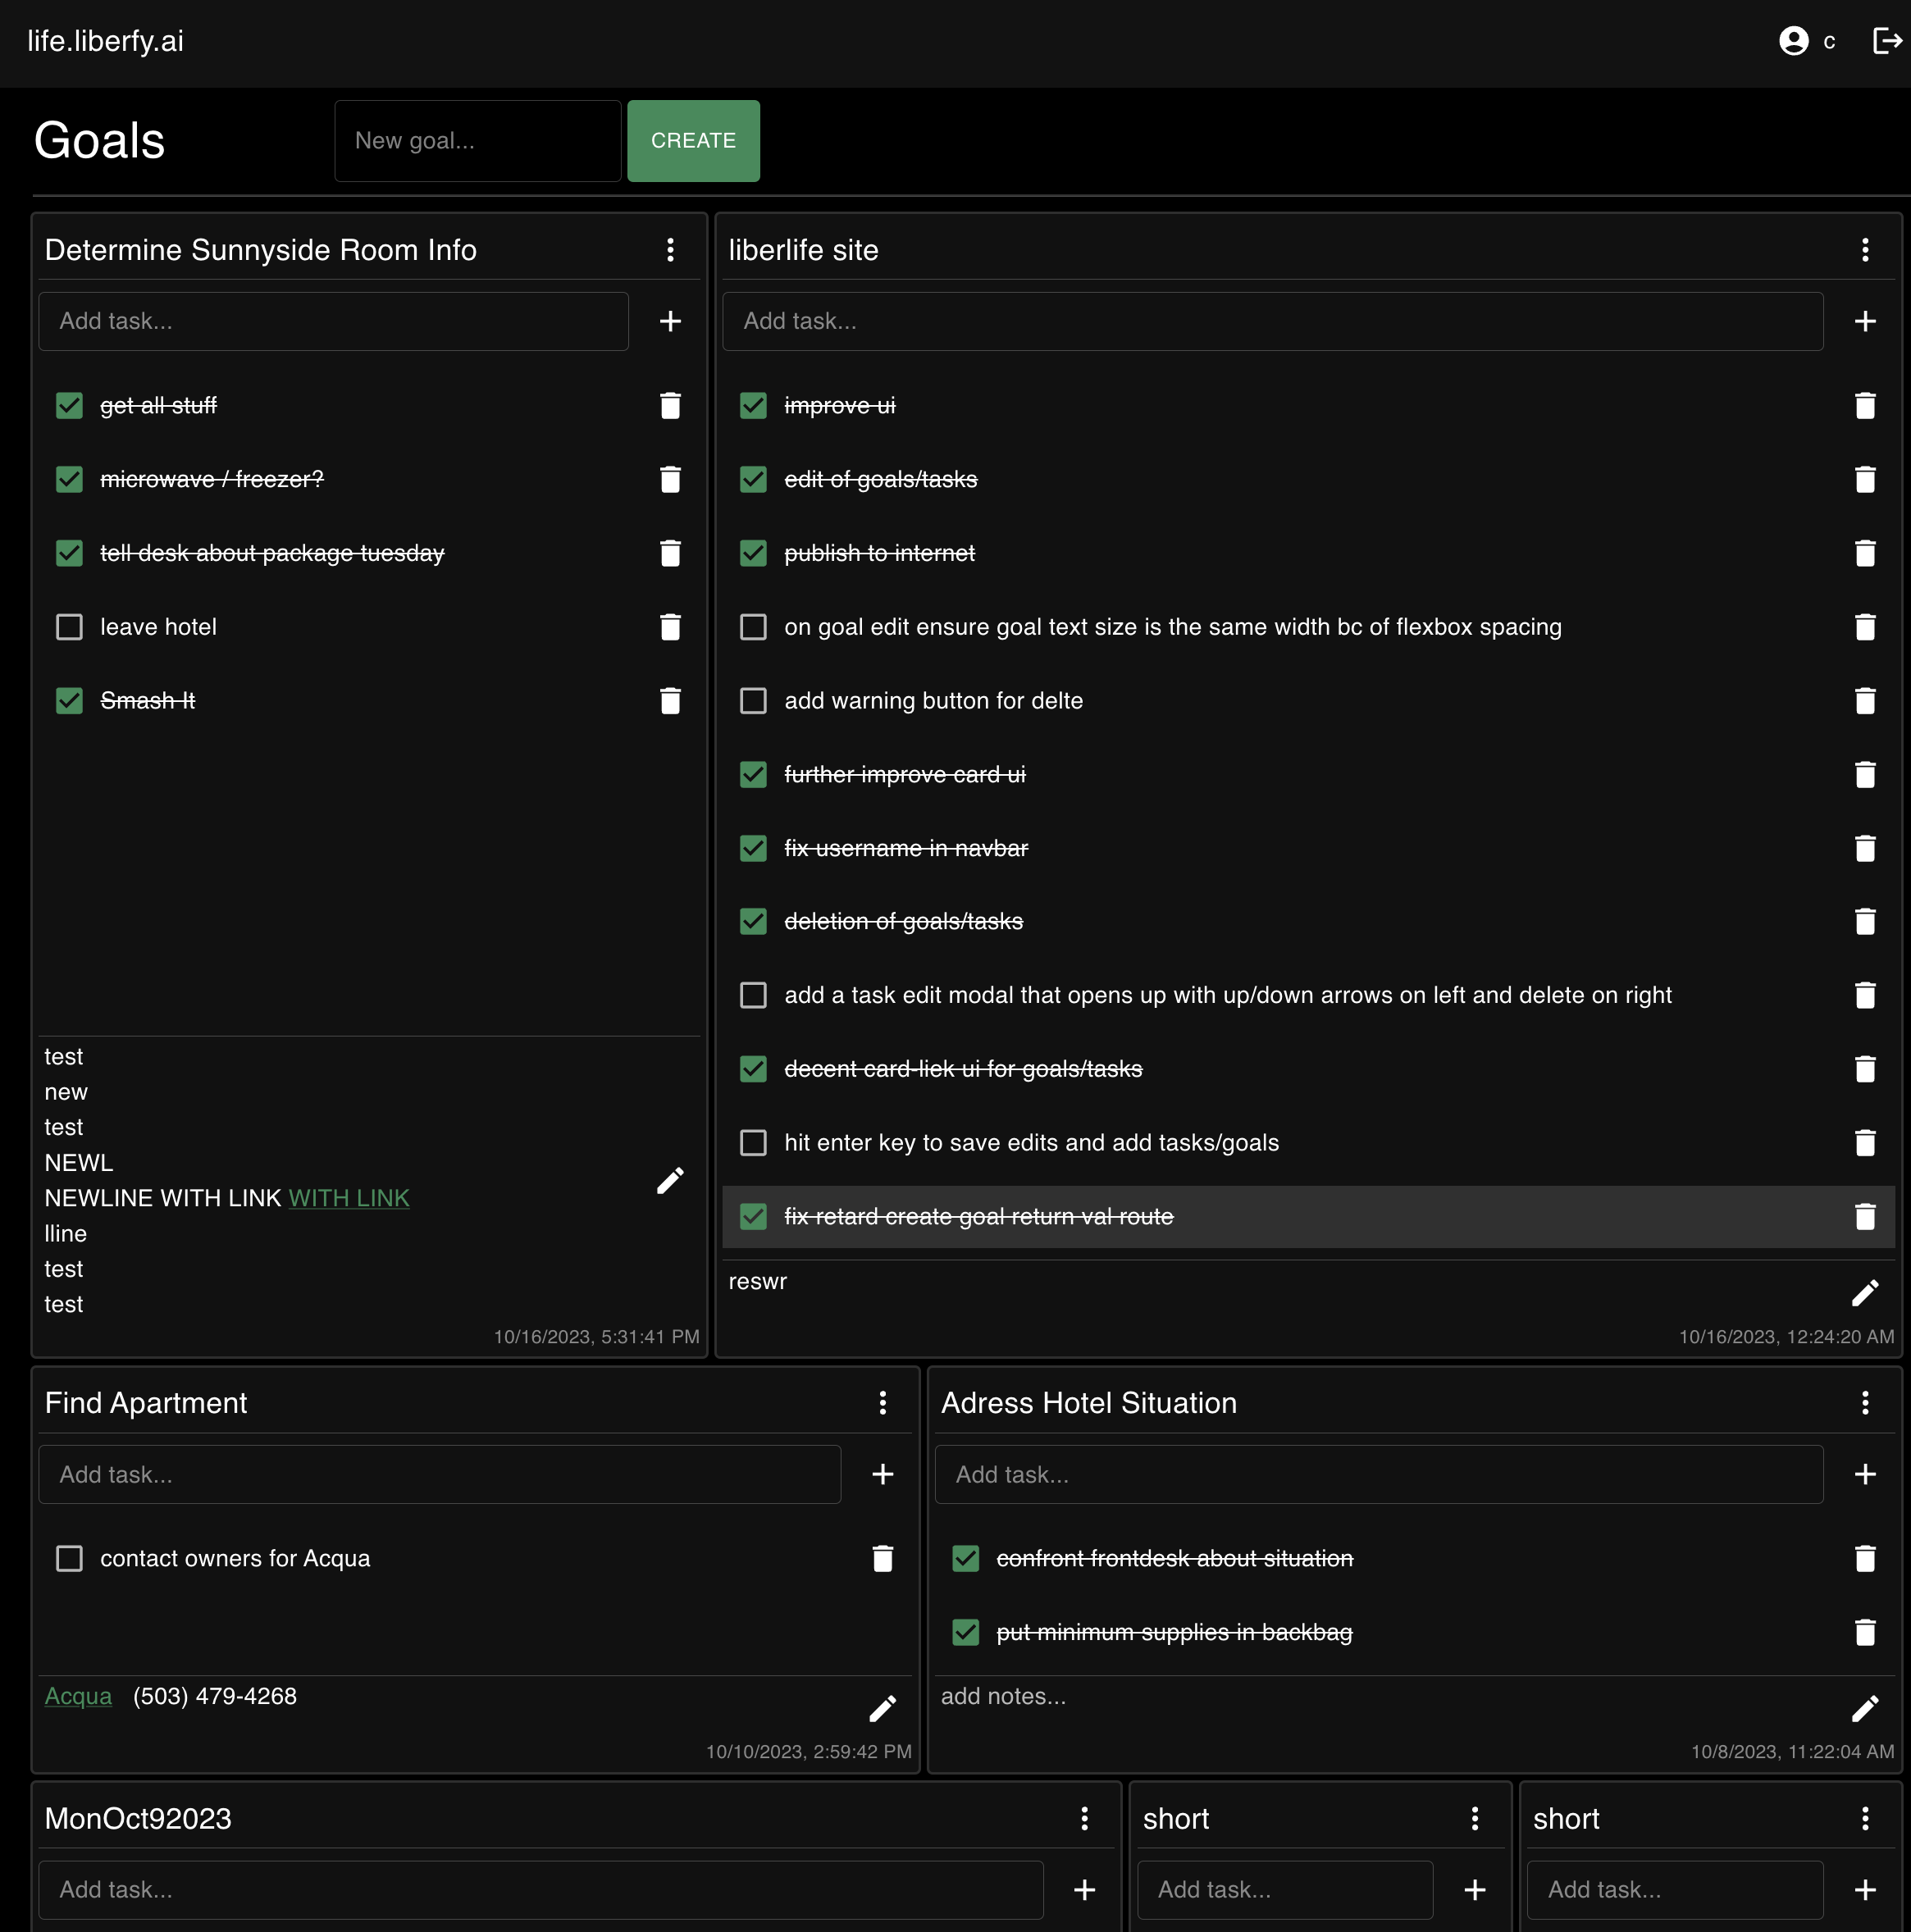 life.liberfy.ai
c
Goals
New goal...
CREATE
Determine Sunnyside Room Info
Add task...
get all stuff
microwave / freezer?
tell desk about package tuesday
leave hotel
Smash It
test
new
test
NEWL
NEWLINE WITH LINK WITH LINK
lline
test
test
10/16/2023, 5:31:41 PM
liberlife site
Add task...
improve ui
edit of goals/tasks
publish to internet
on goal edit ensure goal text size is the same width bc of flexbox spacing
add warning button for delte
further improve card ui
fix username in navbar
deletion of goals/tasks
add a task edit modal that opens up with up/down arrows on left and delete on right
decent card-liek ui for goals/tasks
hit enter key to save edits and add tasks/goals
fix retard create goal return val route
reswr
10/16/2023, 12:24:20 AM
Find Apartment
Add task...
contact owners for Acqua
Acqua (503) 479-4268
10/10/2023, 2:59:42 PM
Adress Hotel Situation
Add task...
confront frontdesk about situation
put minimum supplies in backbag
add notes...
10/8/2023, 11:22:04 AM
MonOct92023
Add task...
short
Add task...
short
Add task...